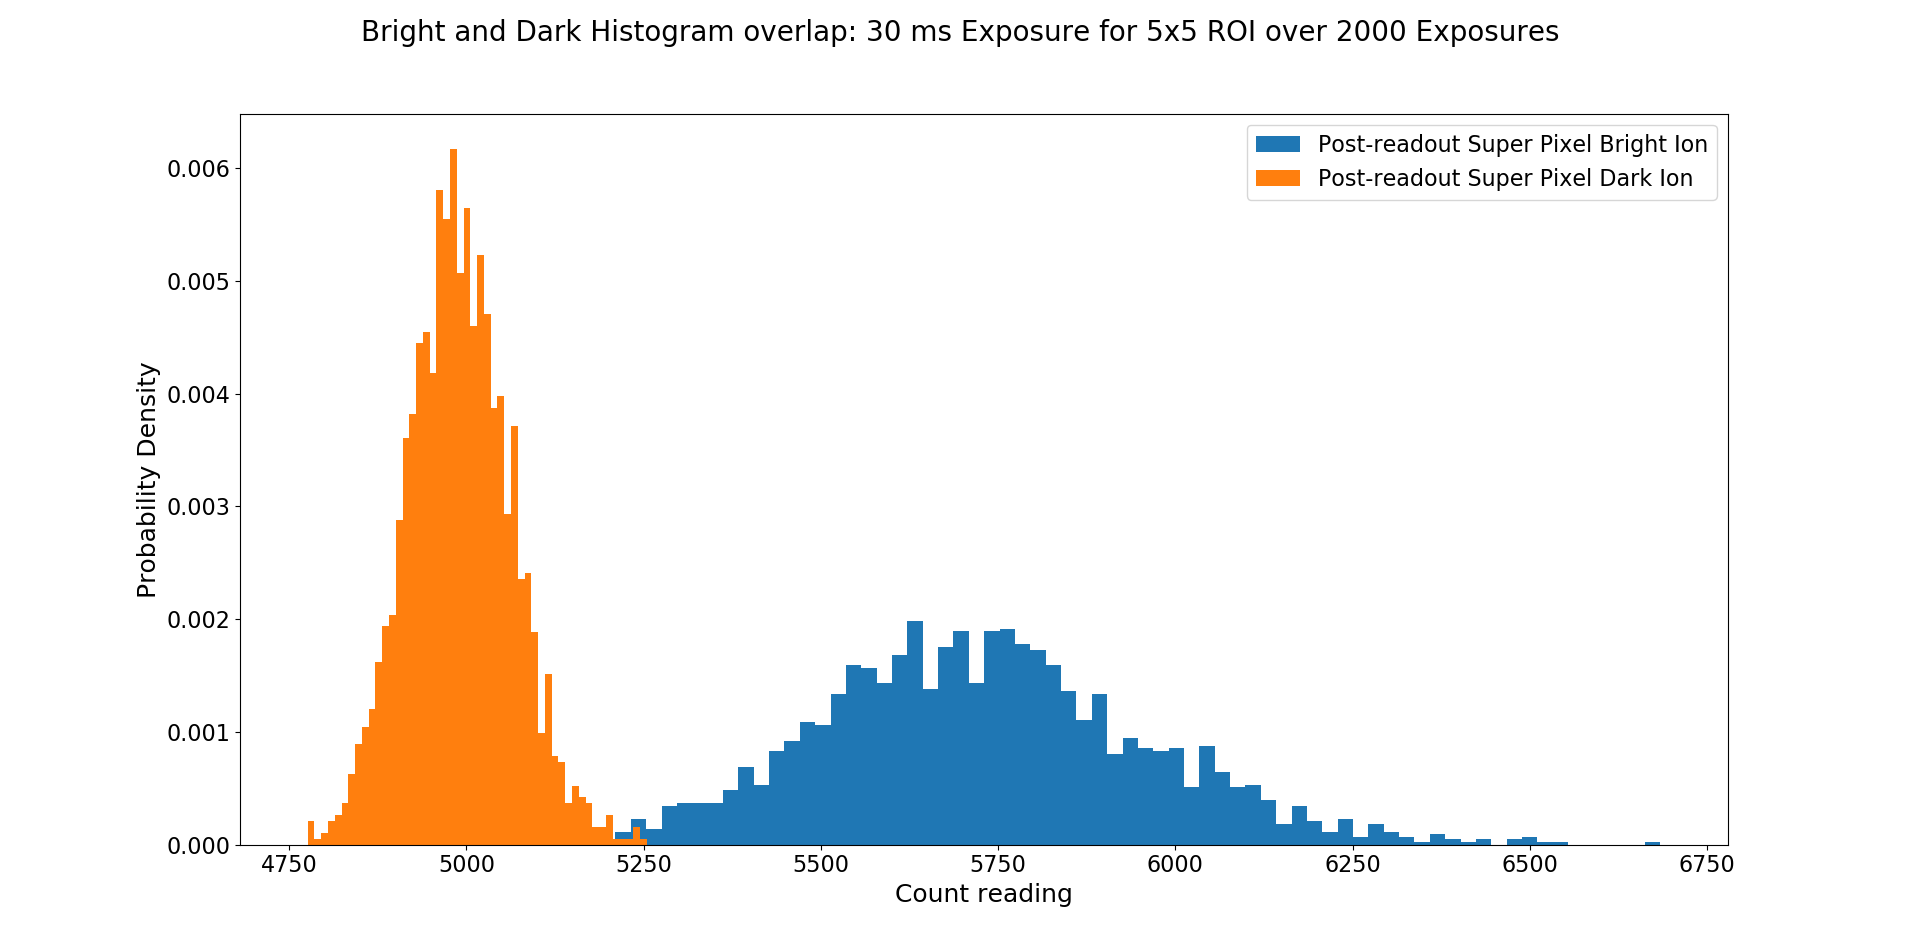 Bright and Dark Histogram overlap: 30 ms Exposure for 5x5 ROI over 2000 Exposures
Post-readout Super Pixel Bright Ion
Post-readout Super Pixel Dark Ion
Probability Density
0.006
0.005
0.004
0.003
0.002
0.001
0.000
4750 5000 5250 5500 5750 6000 6250 6500 6750
Count reading